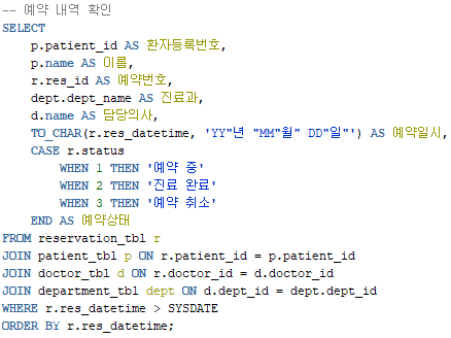 -- 예약 내역 확인
SELECT
    p.patient_id AS 환자등록번호,
    p.name AS 이름,
    r.res_id AS 예약번호,
    dept.dept_name AS 진료과,
    d.name AS 담당의사,
    TO_CHAR(r.res_datetime, 'YY"년 "MM"월" DD"일"') AS 예약일시,
    CASE r.status
        WHEN 1 THEN '예약 중'
        WHEN 2 THEN '진료 완료'
        WHEN 3 THEN '예약 취소'
    END AS 예약상태
FROM reservation_tbl r
JOIN patient_tbl p ON r.patient_id = p.patient_id
JOIN doctor_tbl d ON r.doctor_id = d.doctor_id
JOIN department_tbl dept ON d.dept_id = dept.dept_id
WHERE r.res_datetime > SYSDATE
ORDER BY r.res_datetime;